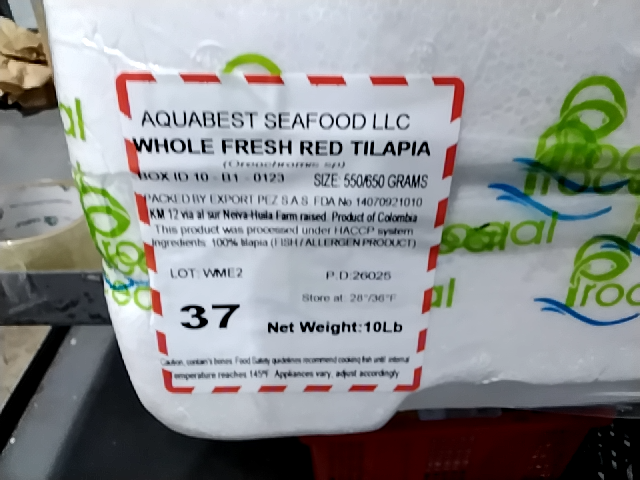 AQUABEST SEAFOOD LLC
WHOLE FRESH RED TILAPIA
(Oreochromis sp)
BOX ID 10 - B1 - 0123 SIZE: 550/650 GRAMS
PACKED BY EXPORT PEZ S.A.S. FDA No 14070921010
KM 12 via al sur Neiva-Huila Farm raised. Product of Colombia
This product was processed under HACCP system
Ingredients: 100% tilapia (FISH / ALLERGEN PRODUCT)
LOT: WME2 P.D:26025
Store at: 28°/36°F
37 Net Weight:10Lb
Caution, contain's bones. Food Safety guidelines recommend cooking fish until internal
temperature reaches 145°F. Appliances vary, adjust accordingly